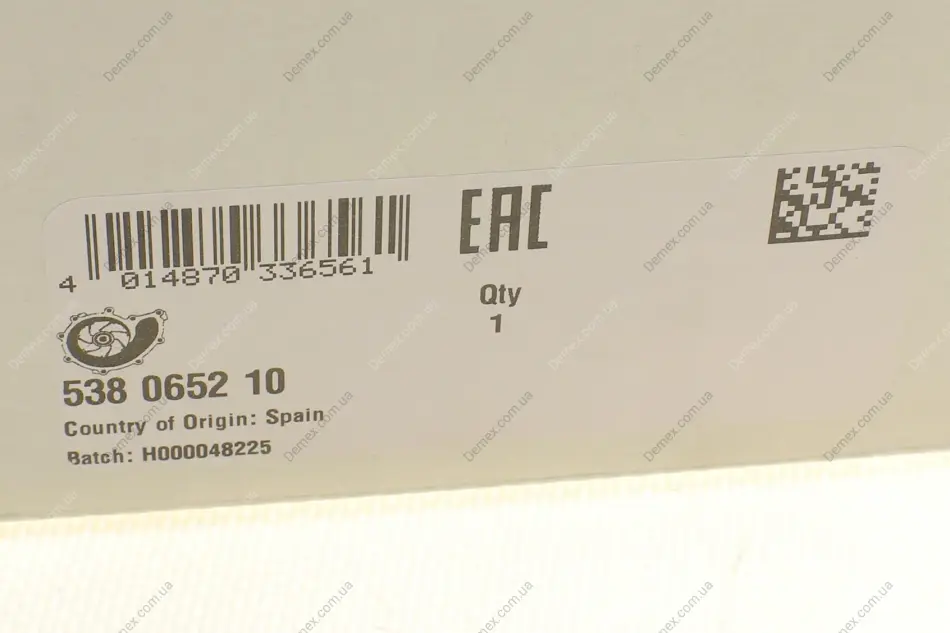 4 014870 336561
EAC
Qty
1
538 0652 10
Country of Origin: Spain
Batch: H000048225
Demex.com.ua